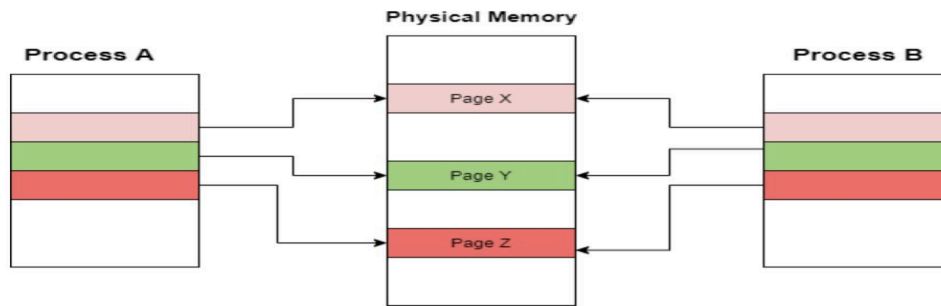 Physical Memory
Process A
Process B
Page X
Page Y
Page Z